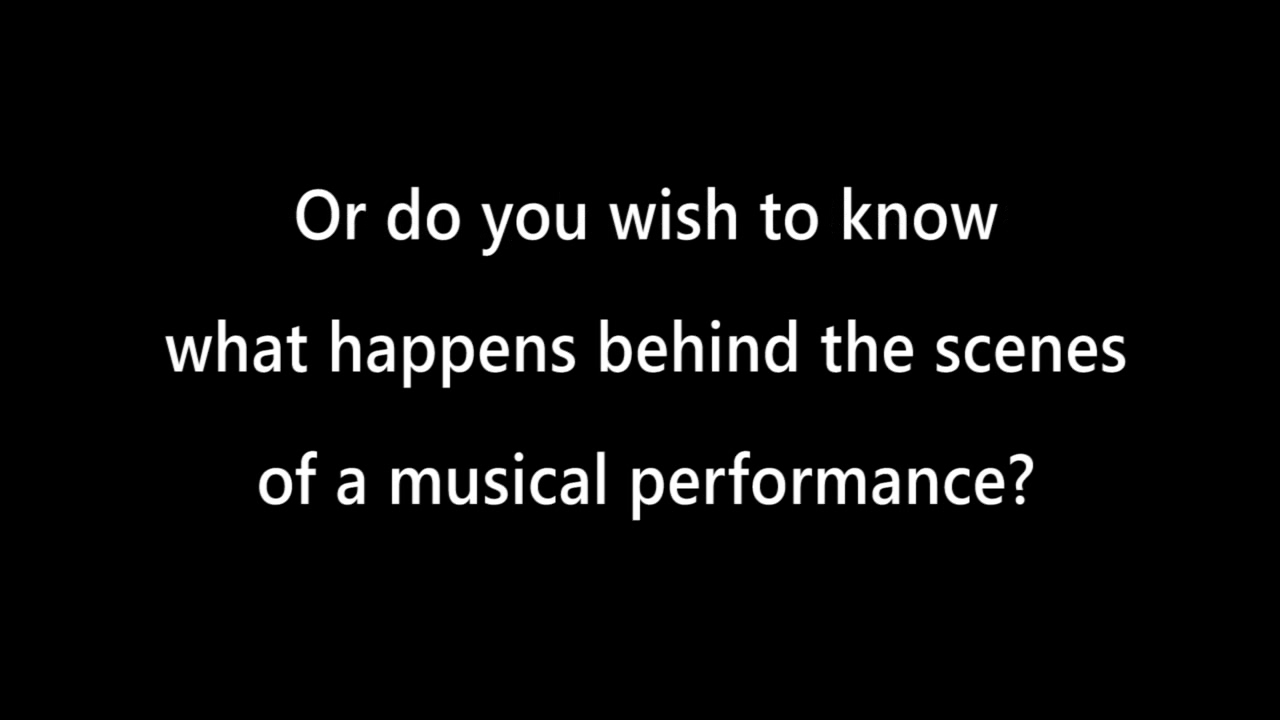 Or do you wish to know
what happens behind the scenes
of a musical performance?